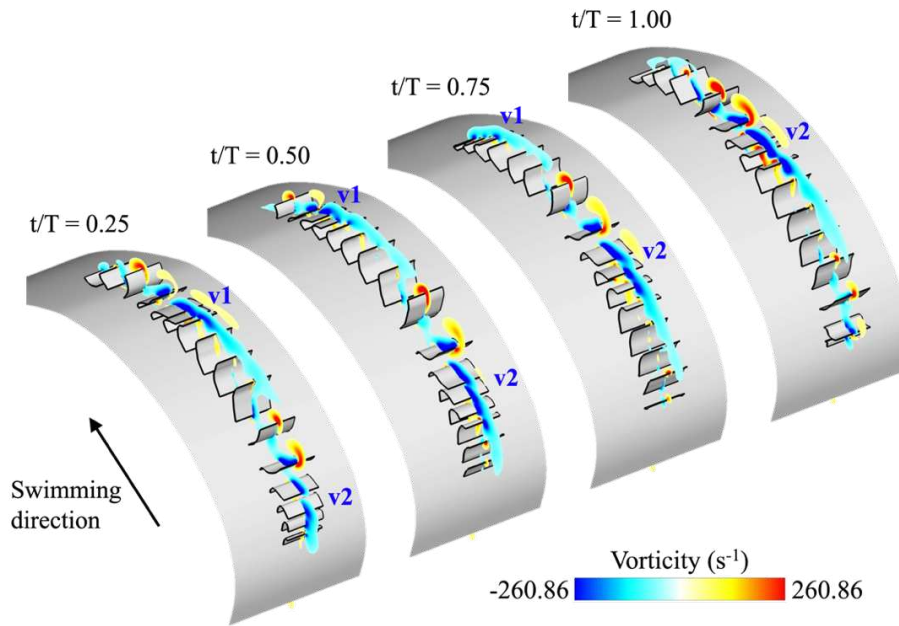 t/T = 1.00
t/T = 0.75
v1
v2
t/T = 0.50
v1
v2
t/T = 0.25
v1
v2
v2
Swimming
direction
Vorticity (s-1)
-260.86
260.86